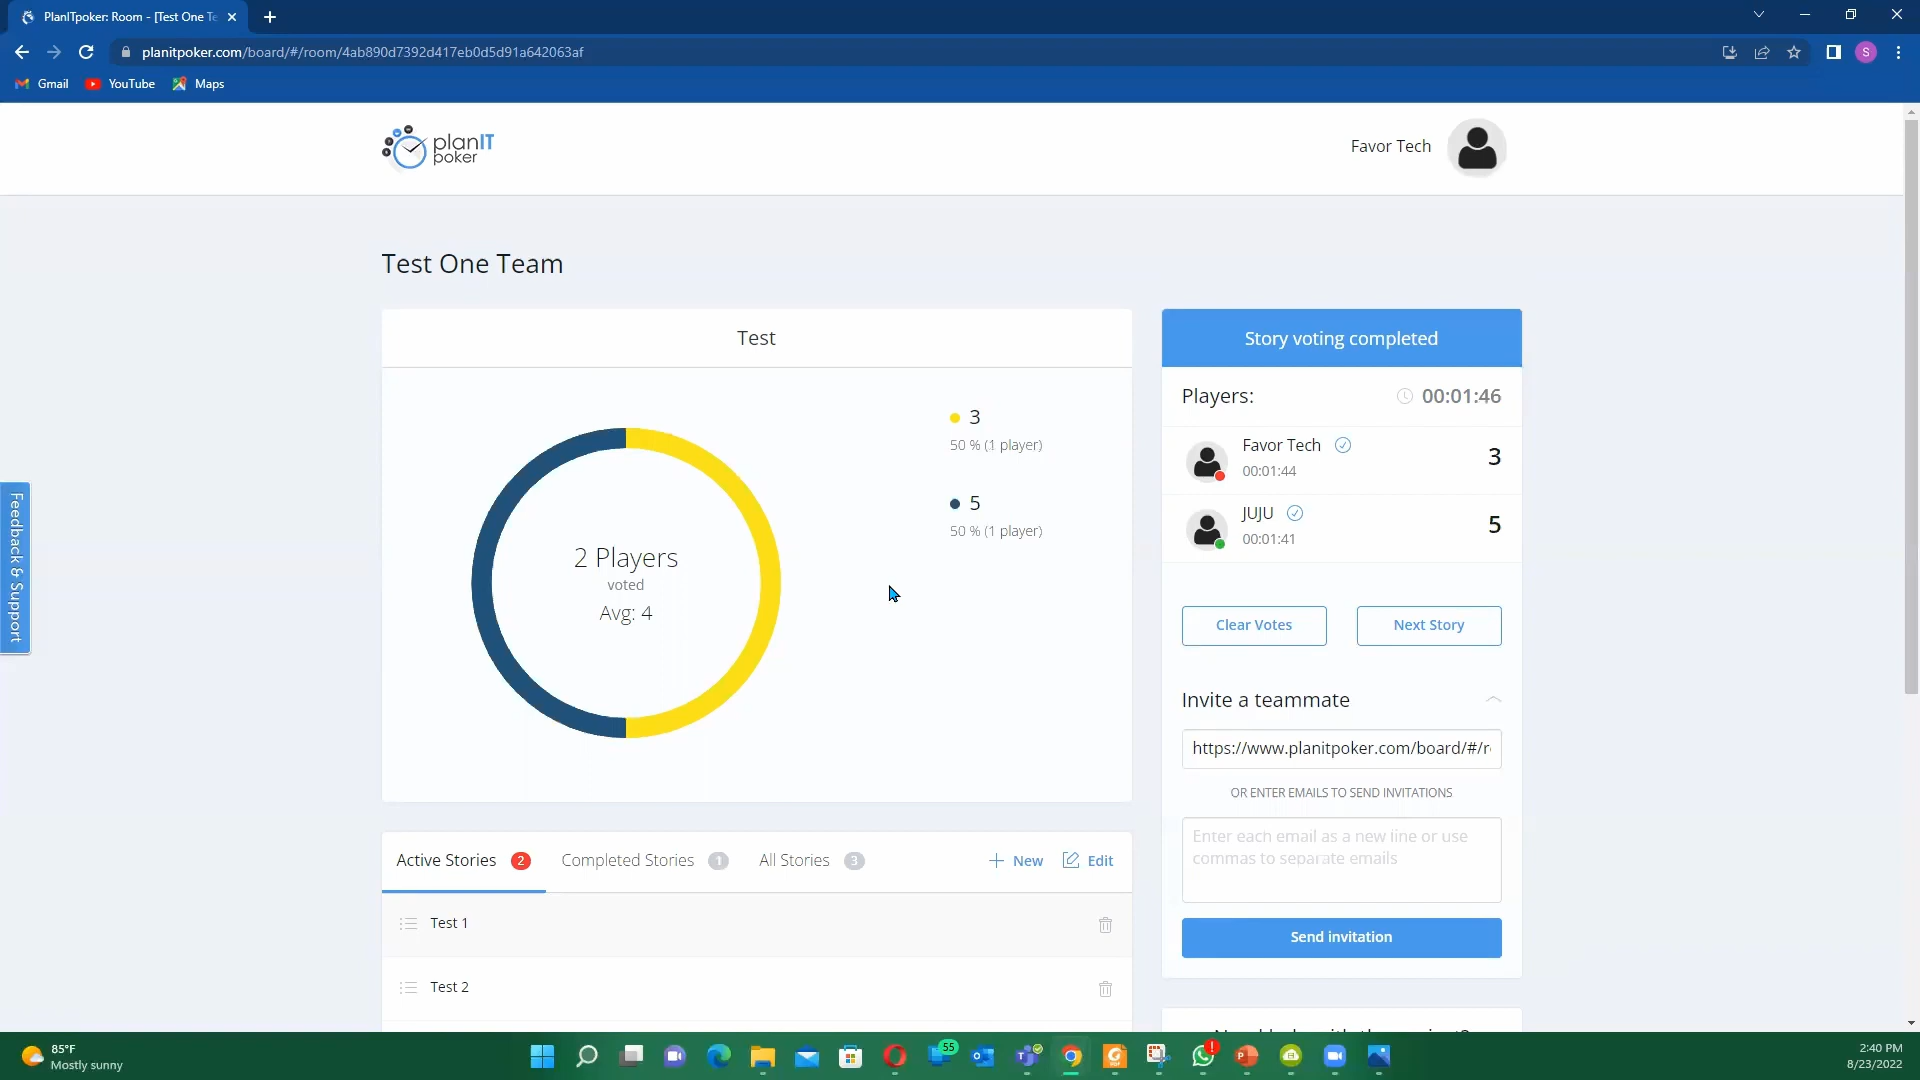 PlanITpoker: Room - [Test One Te
planitpoker.com/board/#/room/4ab890d7392d417eb0d5d91a642063af
S
Gmail
YouTube
Maps
planIT
poker
Favor Tech
Test One Team
Test
Story voting completed
Players:
00:01:46
3
50 % (1 player)
Favor Tech
00:01:44
3
5
50 % (1 player)
JUJU
00:01:41
5
2 Players
voted
Avg: 4
Feedback & Support
Clear Votes
Next Story
Invite a teammate
https://www.planitpoker.com/board/#/r
OR ENTER EMAILS TO SEND INVITATIONS
Enter each email as a new line or use
commas to separate emails
Send invitation
Active Stories 2
Completed Stories 1
All Stories 3
New
Edit
Test 1
Test 2
85°F
Mostly sunny
55
2:40 PM
8/23/2022